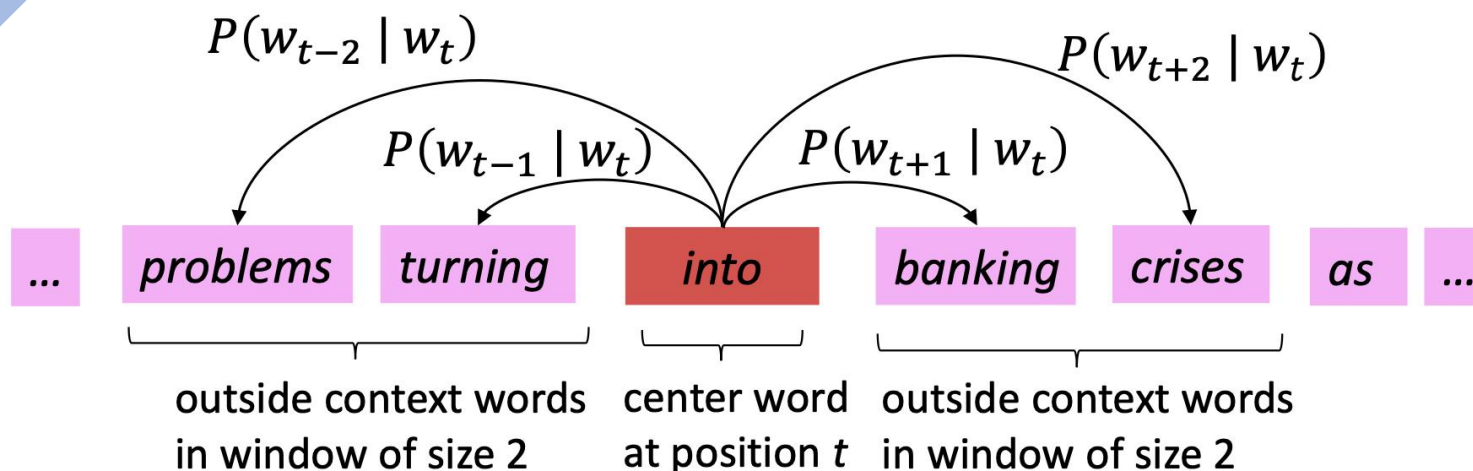 P(w_{t−2} | w_t) P(w_{t+2} | w_t)
P(w_{t−1} | w_t) P(w_{t+1} | w_t)
... problems turning into banking crises as ...
outside context words center word outside context words
in window of size 2 at position t in window of size 2